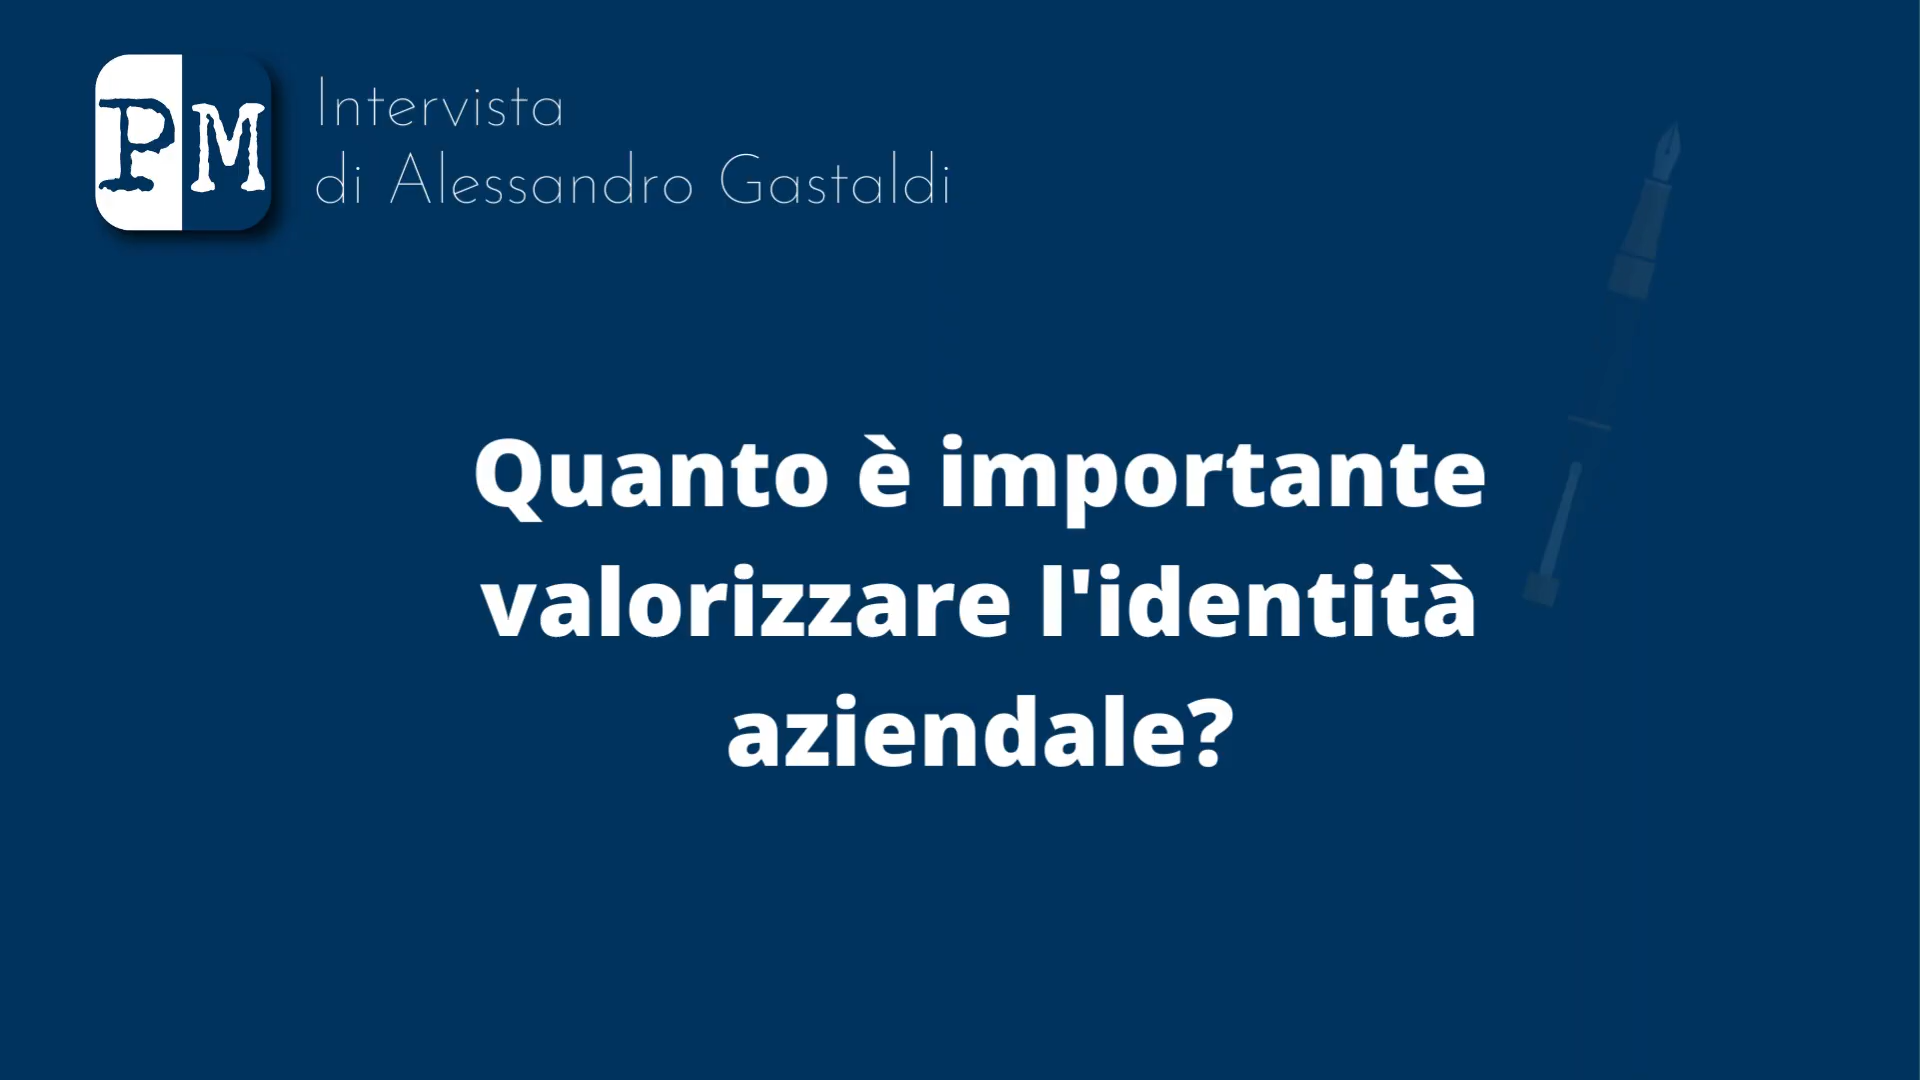 PM
Intervista
di Alessandro Gastaldi
Quanto è importante
valorizzare l'identità
aziendale?